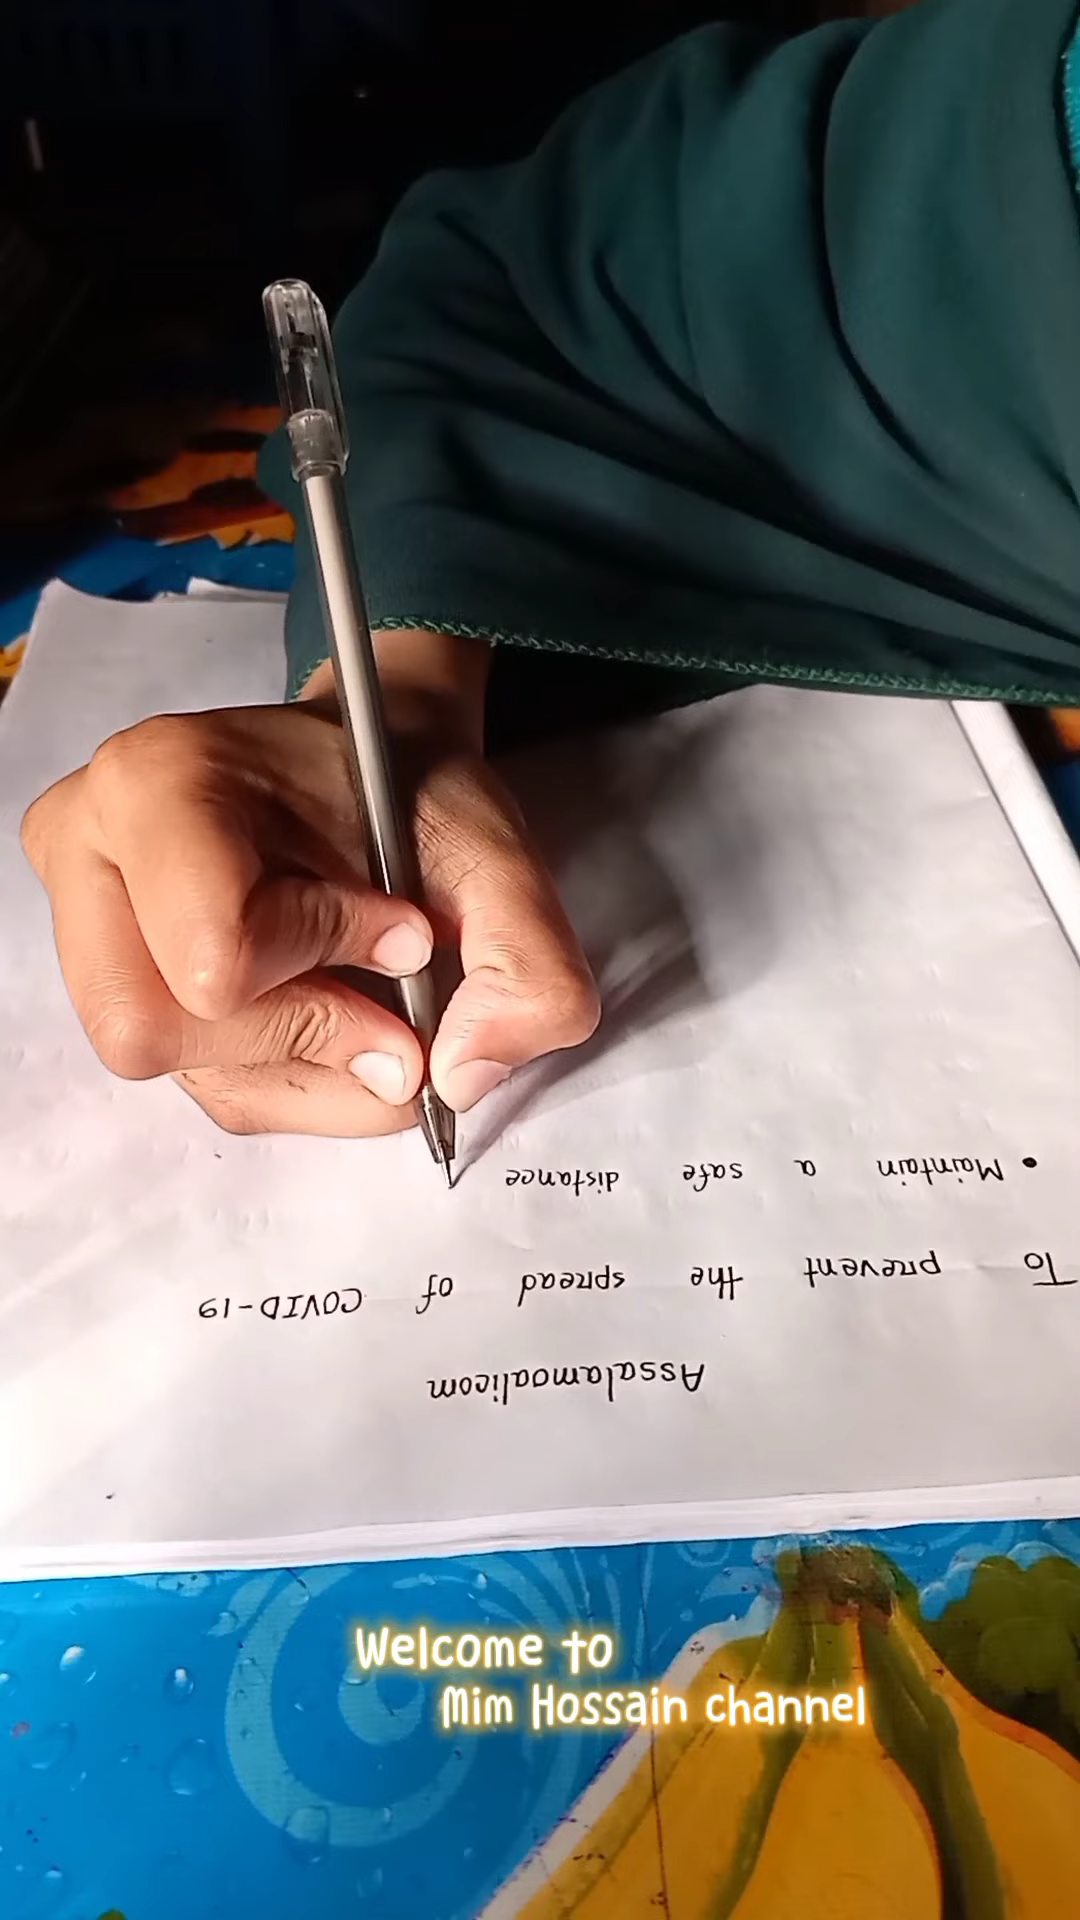 Assalamoalicom
To prevent the spread of COVID-19
• Maintain a safe distance
Welcome to
Mim Hossain channel